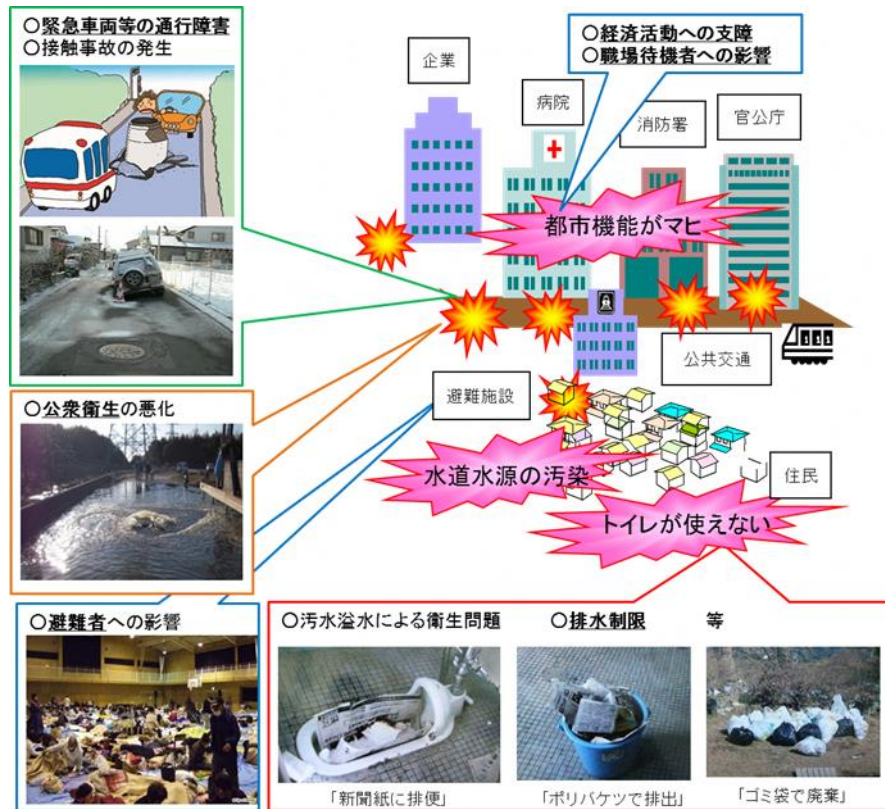 ○緊急車両等の通行障害
○接触事故の発生
○経済活動への支障
○職場待機者への影響
企業
病院
消防署
官公庁
都市機能がマヒ
公共交通
避難施設
○公衆衛生の悪化
水道水源の汚染
住民
トイレが使えない
○避難者への影響
○汚水溢水による衛生問題 ○排水制限 等
「新聞紙に排便」 「ポリバケツで排出」 「ゴミ袋で廃棄」